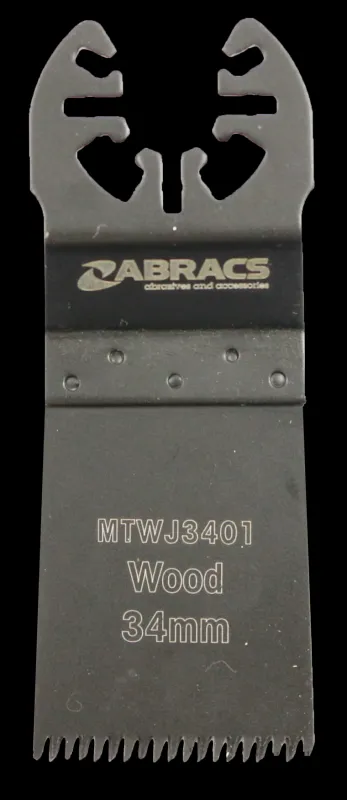 ABRACS
abrasives and accessories
MTWJ3401
Wood
34mm